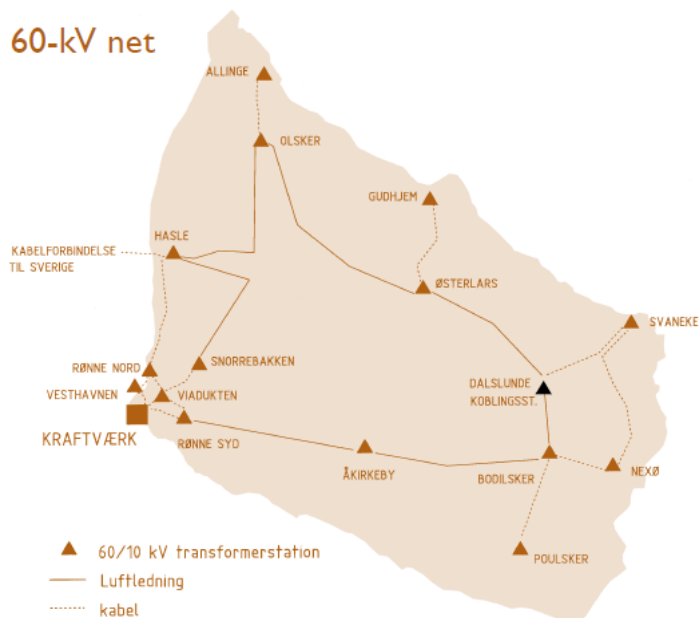 60-kV net
ALLINGE
OLSKER
GUDHJEM
HASLE
KABELFORBINDELSE
TIL SVERIGE
ØSTERLARS
SVANEKE
RØNNE NORD
SNORREBAKKEN
VESTHAVNEN
VIADUKTEN
DALSLUNDE
KOBLINGSST.
KRAFTVÆRK
RØNNE SYD
ÅKIRKEBY
BODILSKER
NEXØ
POULSKER
60/10 kV transformerstation
Luftledning
kabel